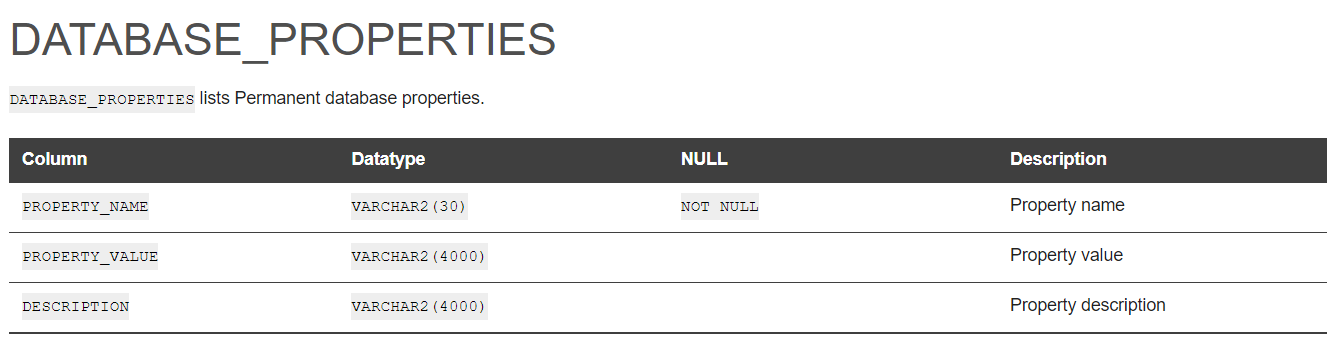 DATABASE_PROPERTIES
DATABASE_PROPERTIES lists Permanent database properties.
Column Datatype NULL Description
PROPERTY_NAME VARCHAR2(30) NOT NULL Property name
PROPERTY_VALUE VARCHAR2(4000) Property value
DESCRIPTION VARCHAR2(4000) Property description